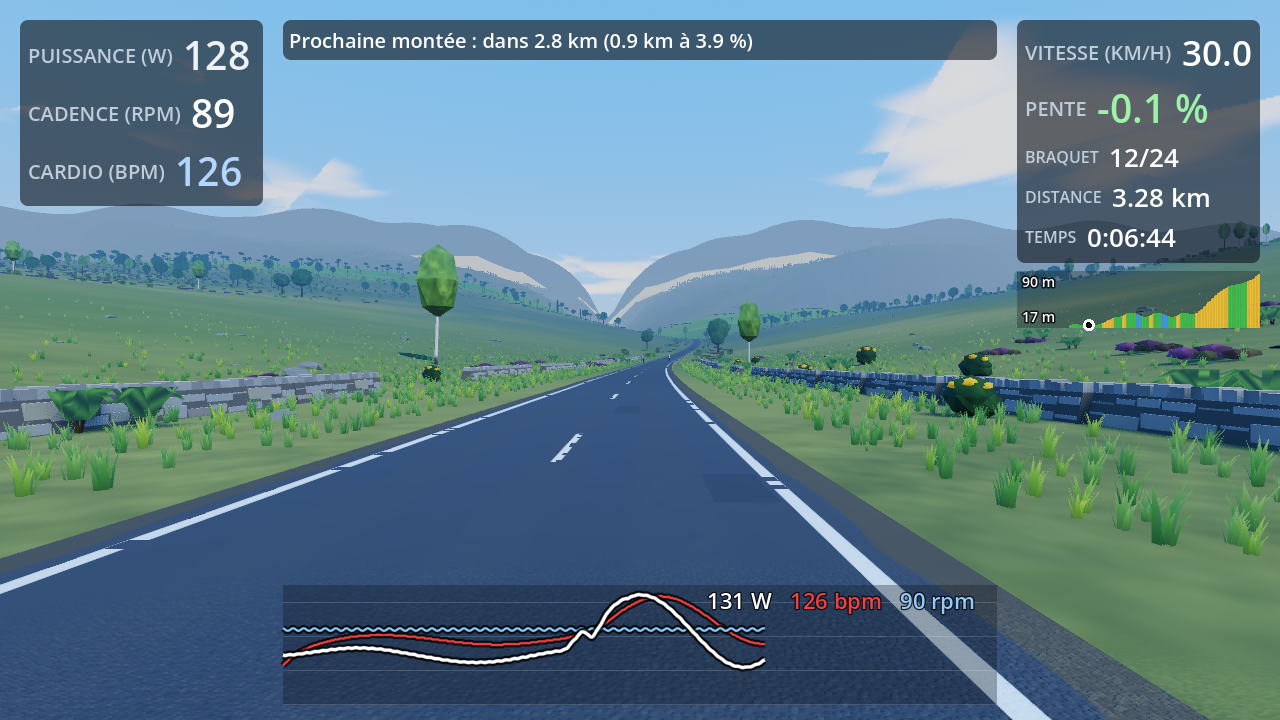 PUISSANCE (W) 128
CADENCE (RPM) 89
CARDIO (BPM) 126
Prochaine montée : dans 2.8 km (0.9 km à 3.9 %)
VITESSE (KM/H) 30.0
PENTE -0.1 %
BRAQUET 12/24
DISTANCE 3.28 km
TEMPS 0:06:44
90 m
17 m
131 W 126 bpm 90 rpm